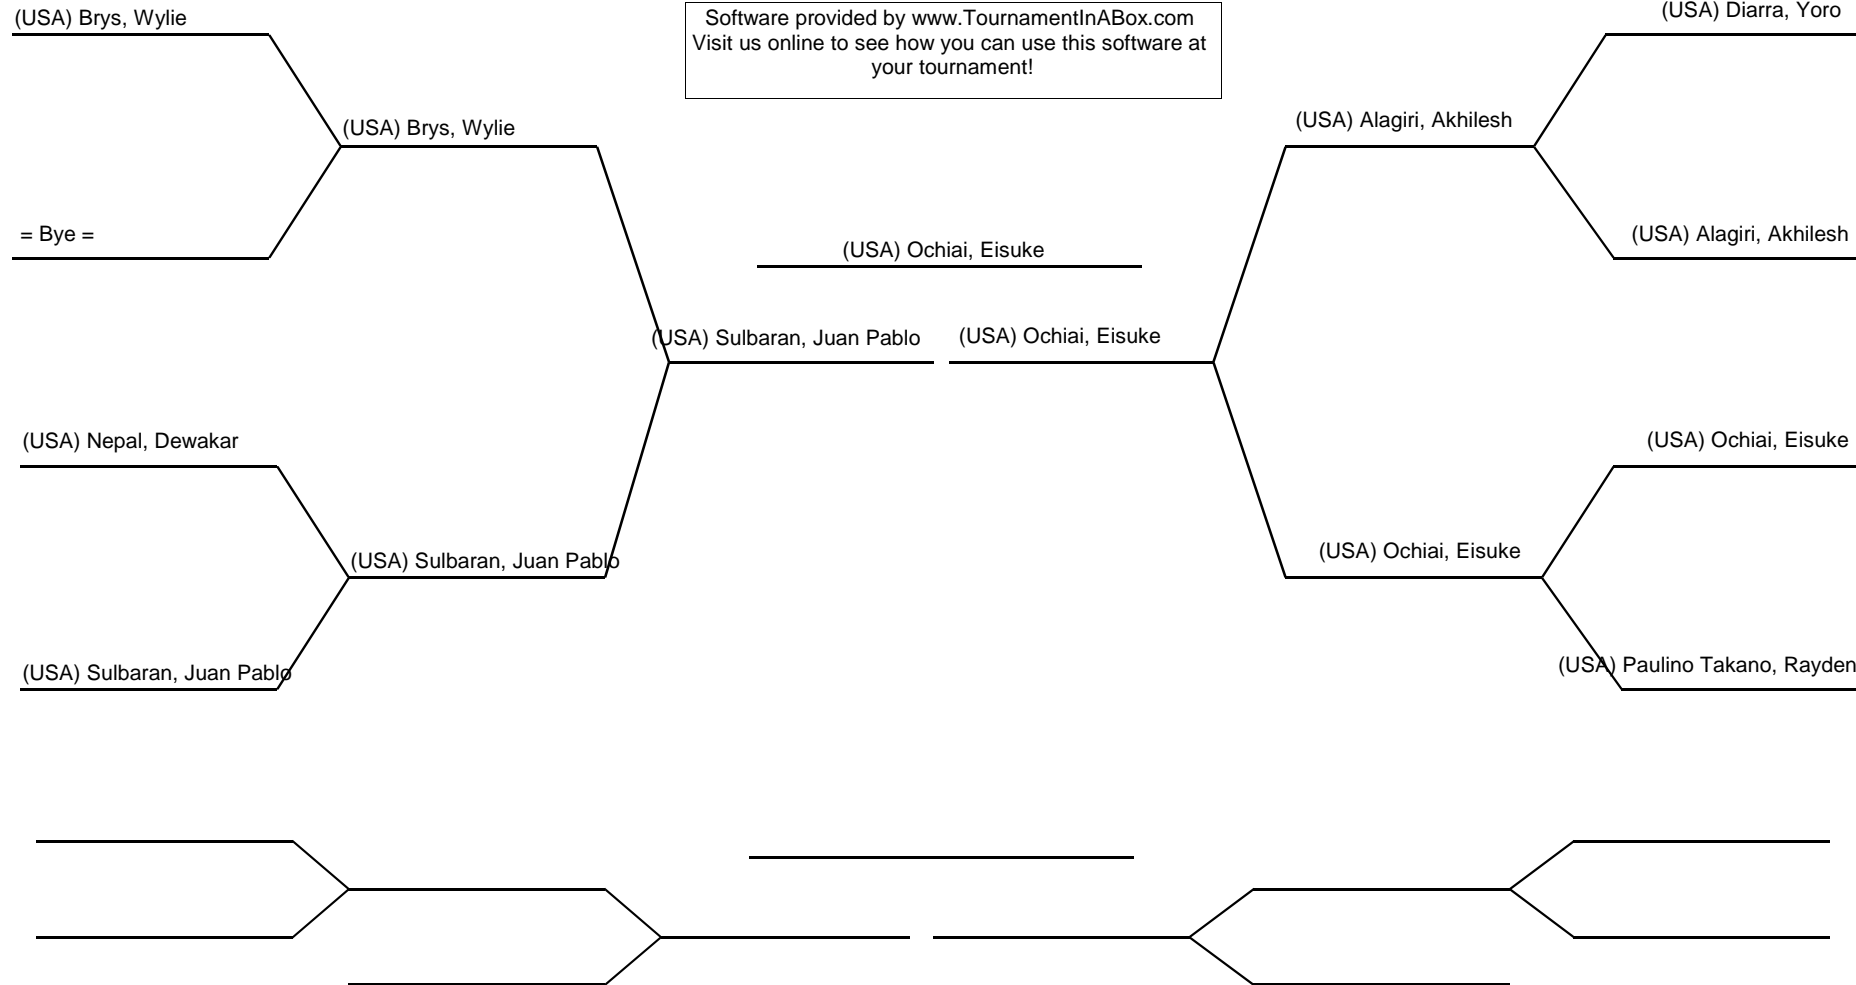 (USA) Brys, Wylie
Software provided by www.TournamentInABox.com
Visit us online to see how you can use this software at
your tournament!
(USA) Diarra, Yoro
(USA) Brys, Wylie
(USA) Alagiri, Akhilesh
= Bye =
(USA) Ochiai, Eisuke
(USA) Alagiri, Akhilesh
(USA) Sulbaran, Juan Pablo
(USA) Ochiai, Eisuke
(USA) Nepal, Dewakar
(USA) Ochiai, Eisuke
(USA) Sulbaran, Juan Pablo
(USA) Ochiai, Eisuke
(USA) Sulbaran, Juan Pablo
(USA) Paulino Takano, Rayden